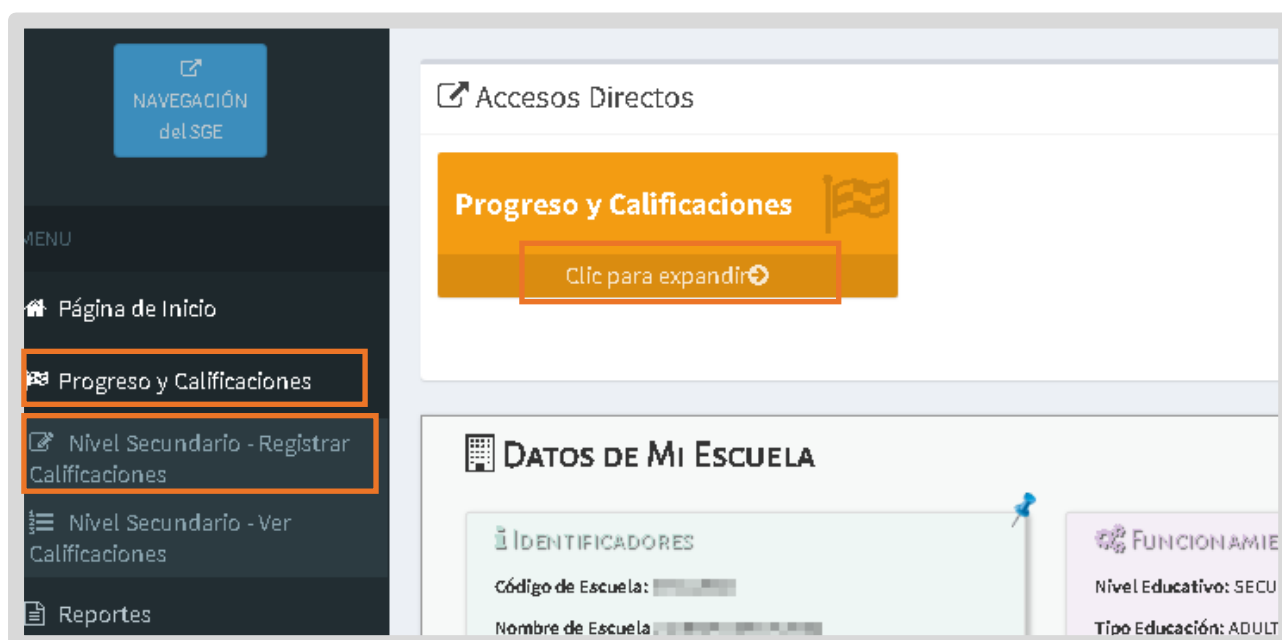 NAVEGACIÓN
del SGE
MENU
Página de Inicio
Progreso y Calificaciones
Nivel Secundario - Registrar
Calificaciones
Nivel Secundario - Ver
Calificaciones
Reportes
Accesos Directos
Progreso y Calificaciones
Clic para expandir
DATOS DE MI ESCUELA
IDENTIFICADORES
Código de Escuela:
Nombre de Escuela
FUNCIONAMIE
Nivel Educativo: SECU
Tipo Educación: ADULT